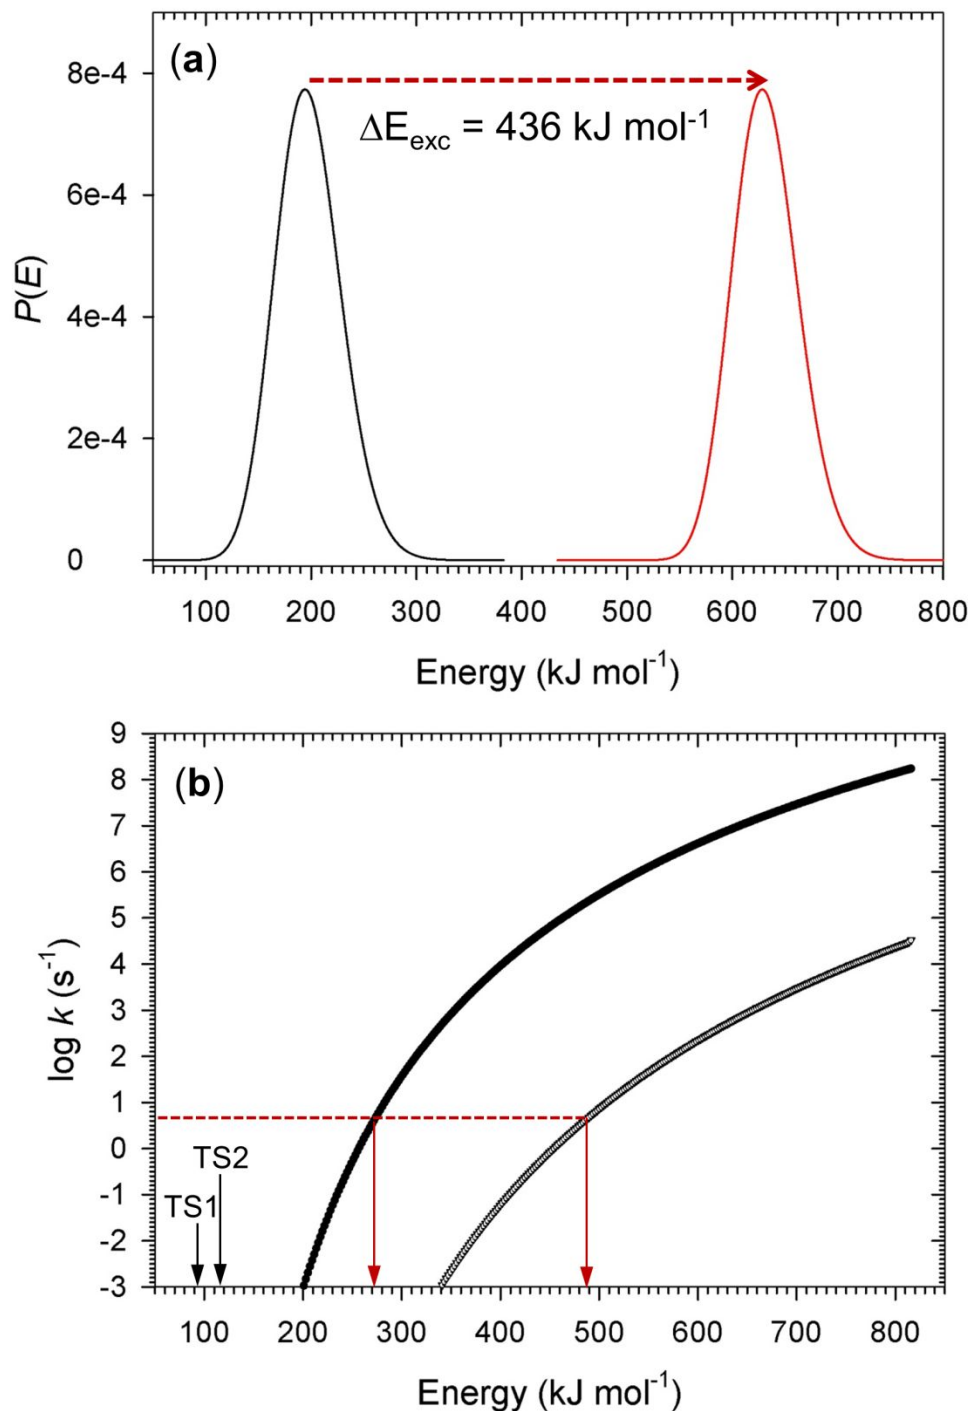 (a)
ΔE_exc = 436 kJ mol⁻¹
P(E)
8e-4
6e-4
4e-4
2e-4
0
100 200 300 400 500 600 700 800
Energy (kJ mol⁻¹)
(b)
log k (s⁻¹)
9
8
7
6
5
4
3
2
1
0
-1
-2
-3
TS2
TS1
100 200 300 400 500 600 700 800
Energy (kJ mol⁻¹)